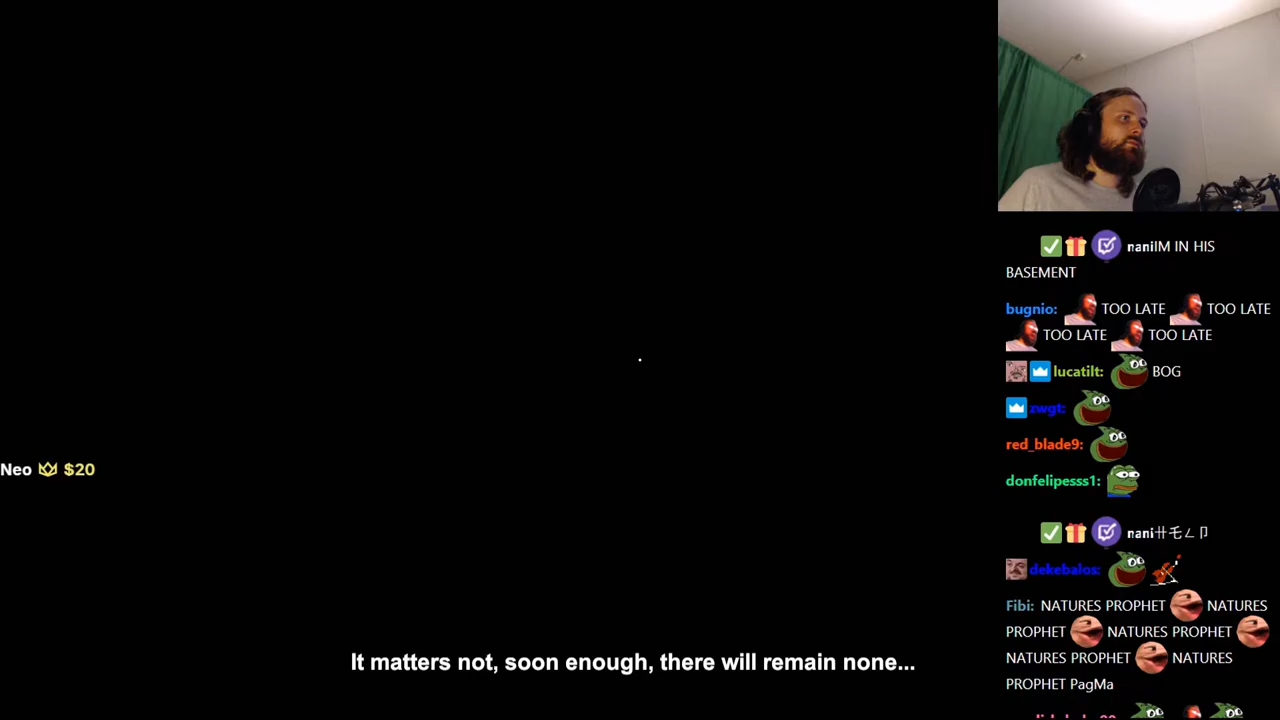 naniIM IN HIS
BASEMENT
bugnio: TOO LATE TOO LATE
TOO LATE TOO LATE
lucatilt: BOG
zwgt:
red_blade9:
donfelipesss1:
Neo $20
nani卄乇ㄥ卩
dekebalos:
Fibi: NATURES PROPHET NATURES
PROPHET NATURES PROPHET
NATURES PROPHET NATURES
PROPHET PagMa
It matters not, soon enough, there will remain none...